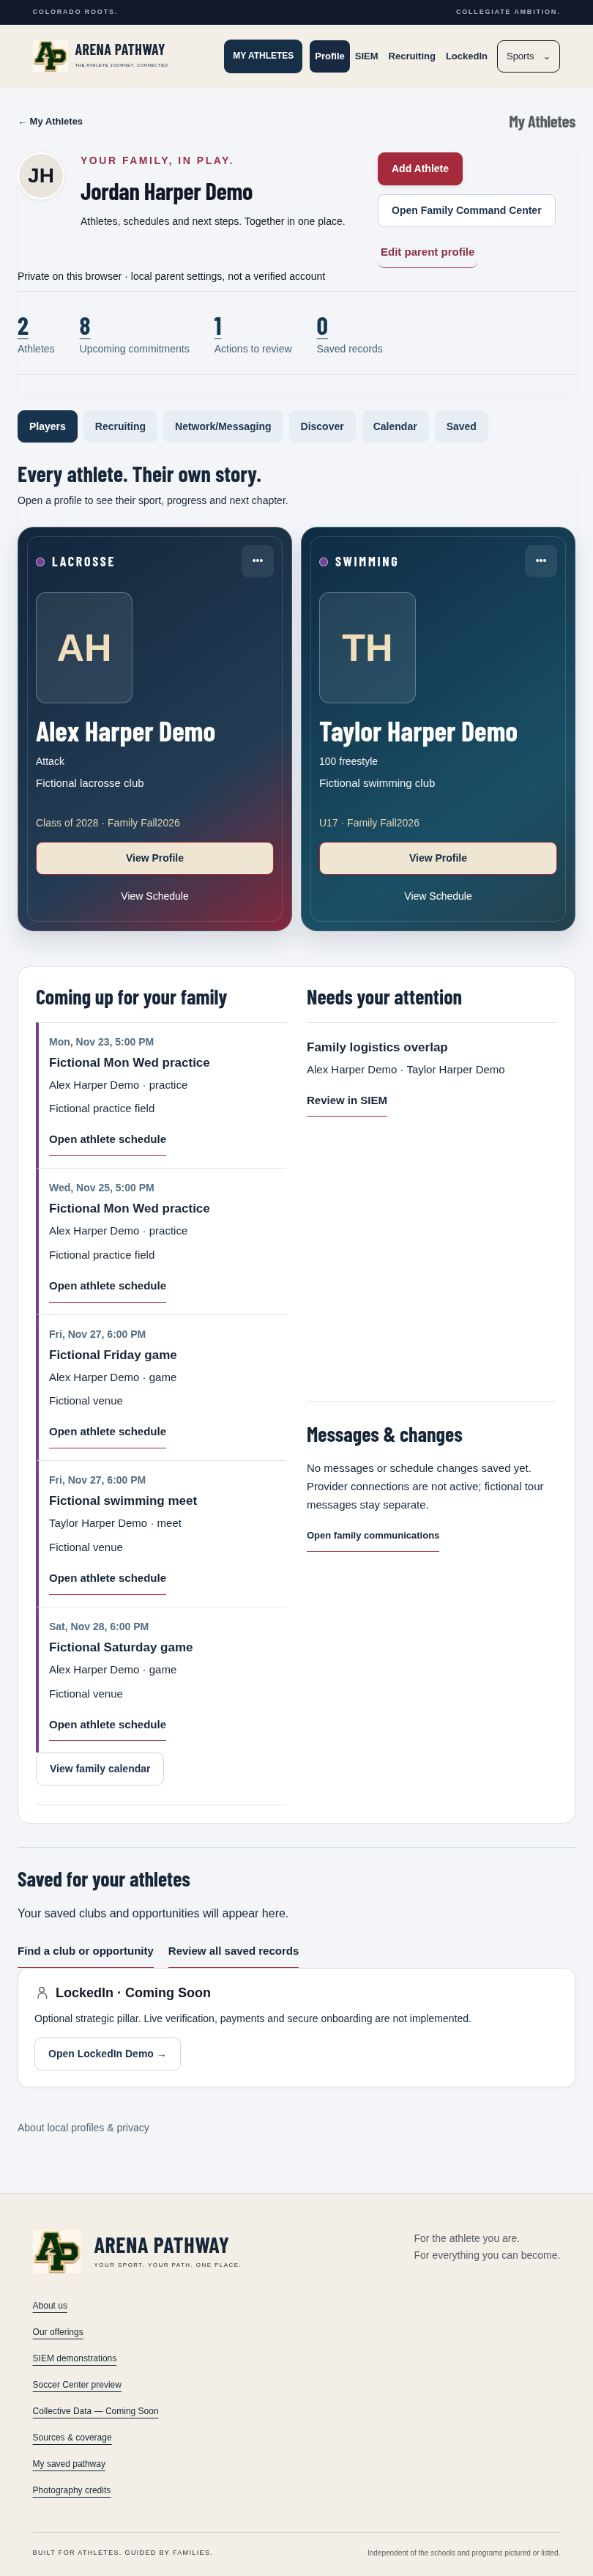 COLORADO ROOTS.
COLLEGIATE AMBITION.
AP
ARENA PATHWAY
THE ATHLETE JOURNEY, CONNECTED.
MY ATHLETES
Profile
SIEM
Recruiting
LockedIn
Sports
← My Athletes
My Athletes
JH
YOUR FAMILY, IN PLAY.
Jordan Harper Demo
Athletes, schedules and next steps. Together in one place.
Add Athlete
Open Family Command Center
Edit parent profile
Private on this browser · local parent settings, not a verified account
2
Athletes
8
Upcoming commitments
1
Actions to review
0
Saved records
Players
Recruiting
Network/Messaging
Discover
Calendar
Saved
Every athlete. Their own story.
Open a profile to see their sport, progress and next chapter.
LACROSSE
•••
AH
Alex Harper Demo
Attack
Fictional lacrosse club
Class of 2028 · Family Fall2026
View Profile
View Schedule
SWIMMING
•••
TH
Taylor Harper Demo
100 freestyle
Fictional swimming club
U17 · Family Fall2026
View Profile
View Schedule
Coming up for your family
Mon, Nov 23, 5:00 PM
Fictional Mon Wed practice
Alex Harper Demo · practice
Fictional practice field
Open athlete schedule
Wed, Nov 25, 5:00 PM
Fictional Mon Wed practice
Alex Harper Demo · practice
Fictional practice field
Open athlete schedule
Fri, Nov 27, 6:00 PM
Fictional Friday game
Alex Harper Demo · game
Fictional venue
Open athlete schedule
Fri, Nov 27, 6:00 PM
Fictional swimming meet
Taylor Harper Demo · meet
Fictional venue
Open athlete schedule
Sat, Nov 28, 6:00 PM
Fictional Saturday game
Alex Harper Demo · game
Fictional venue
Open athlete schedule
View family calendar
Needs your attention
Family logistics overlap
Alex Harper Demo · Taylor Harper Demo
Review in SIEM
Messages & changes
No messages or schedule changes saved yet.
Provider connections are not active; fictional tour
messages stay separate.
Open family communications
Saved for your athletes
Your saved clubs and opportunities will appear here.
Find a club or opportunity
Review all saved records
LockedIn · Coming Soon
Optional strategic pillar. Live verification, payments and secure onboarding are not implemented.
Open LockedIn Demo →
About local profiles & privacy
AP
ARENA PATHWAY
YOUR SPORT. YOUR PATH. ONE PLACE.
For the athlete you are.
For everything you can become.
About us
Our offerings
SIEM demonstrations
Soccer Center preview
Collective Data — Coming Soon
Sources & coverage
My saved pathway
Photography credits
BUILT FOR ATHLETES. GUIDED BY FAMILIES.
Independent of the schools and programs pictured or listed.